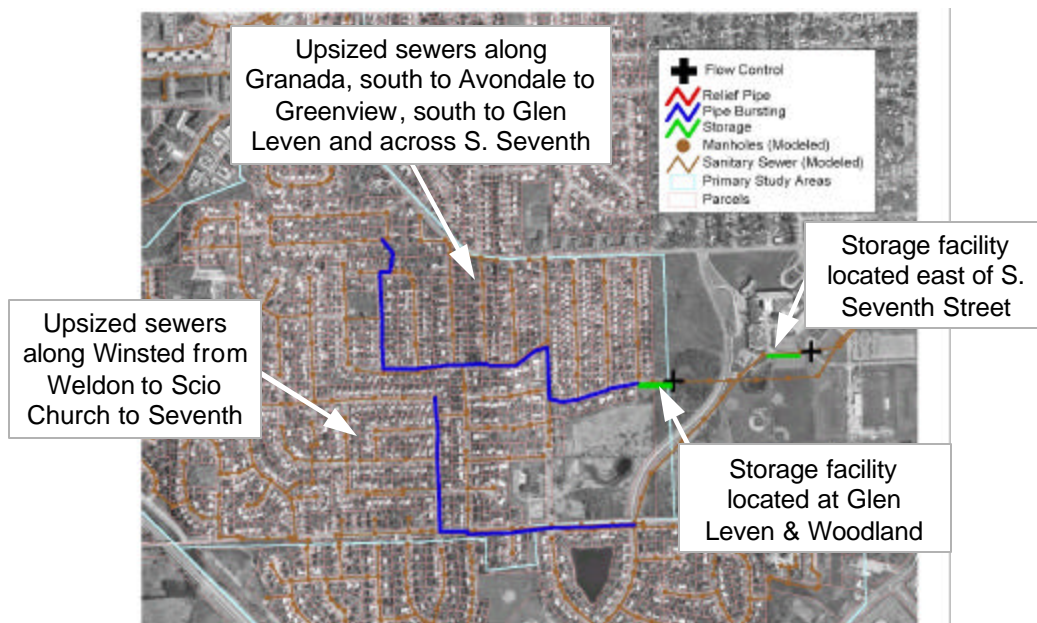 Upsized sewers along
Granada, south to Avondale to
Greenview, south to Glen
Leven and across S. Seventh
Flow Control
Relief Pipe
Pipe Bursting
Storage
Manholes (Modeled)
Sanitary Sewer (Modeled)
Primary Study Areas
Parcels
Storage facility
located east of S.
Seventh Street
Upsized sewers
along Winsted from
Weldon to Scio
Church to Seventh
Storage facility
located at Glen
Leven & Woodland